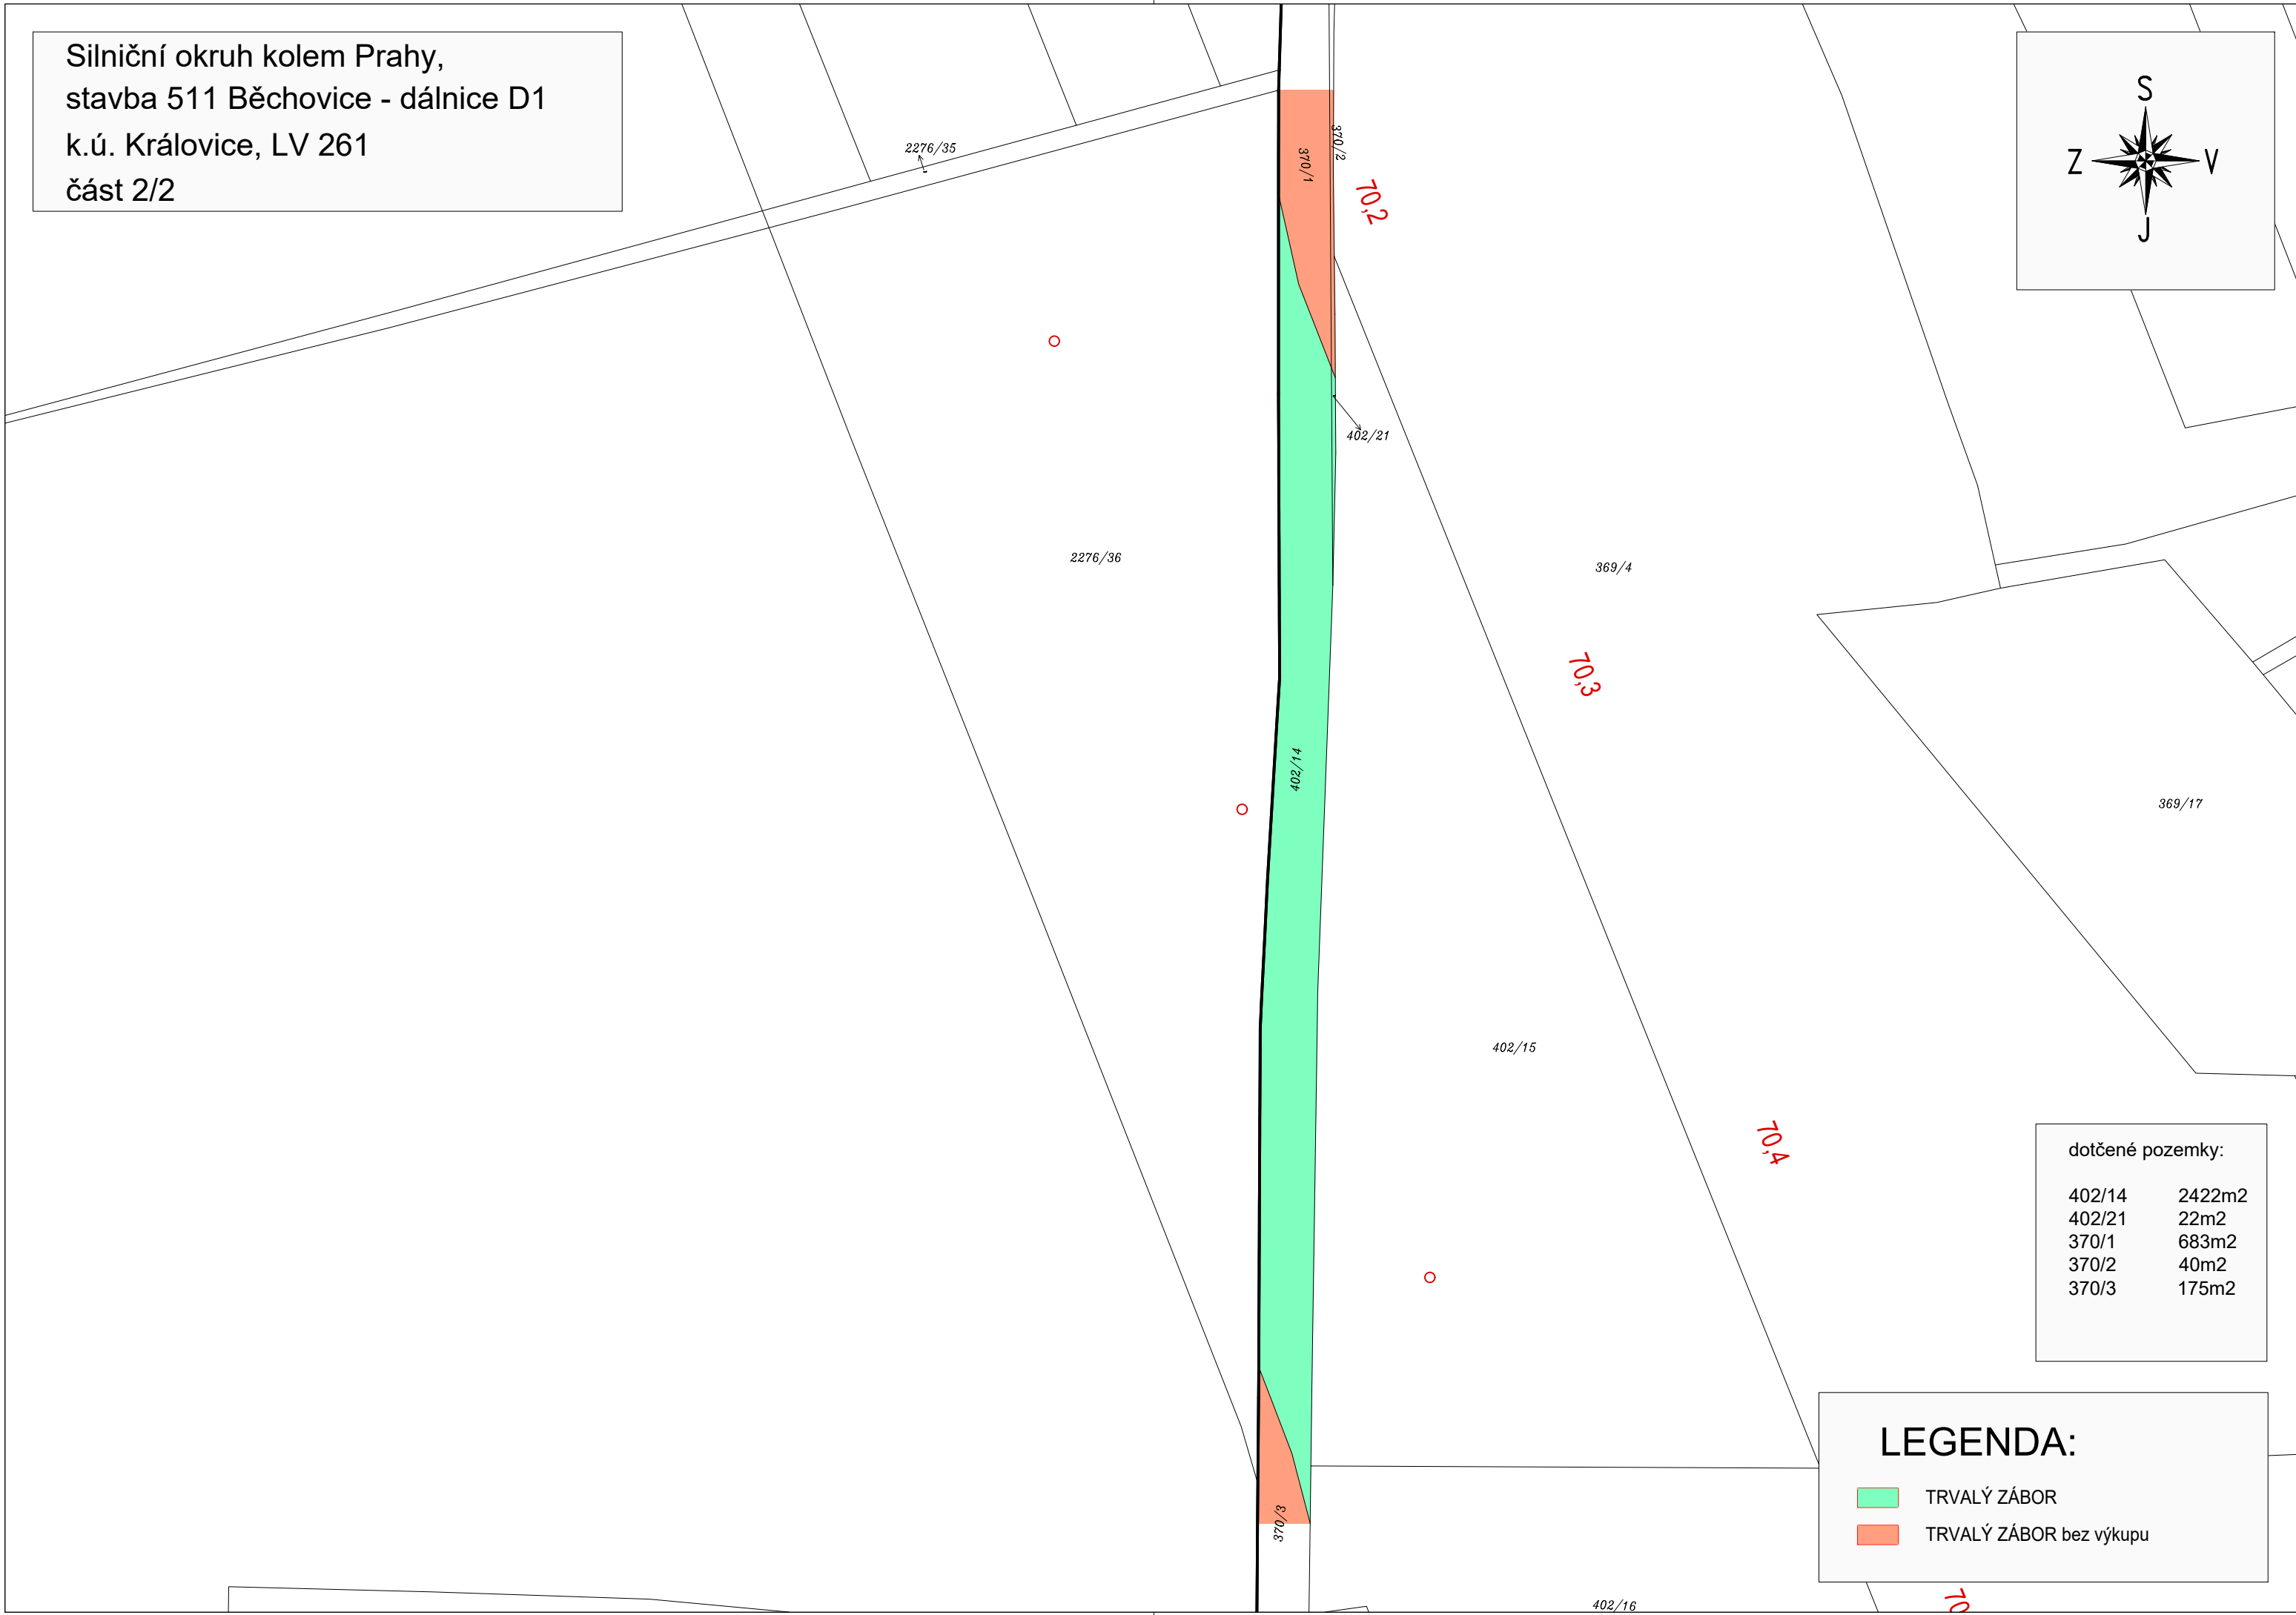 Silniční okruh kolem Prahy,
stavba 511 Běchovice - dálnice D1
k.ú. Královice, LV 261
část 2/2
S
Z V
J
2276/35
370/1
370/2
70,2
402/21
2276/36
369/4
70,3
402/14
369/17
402/15
70,4
dotčené pozemky:
402/14 2422m2
402/21 22m2
370/1 683m2
370/2 40m2
370/3 175m2
LEGENDA:
TRVALÝ ZÁBOR
TRVALÝ ZÁBOR bez výkupu
370/3
402/16
70